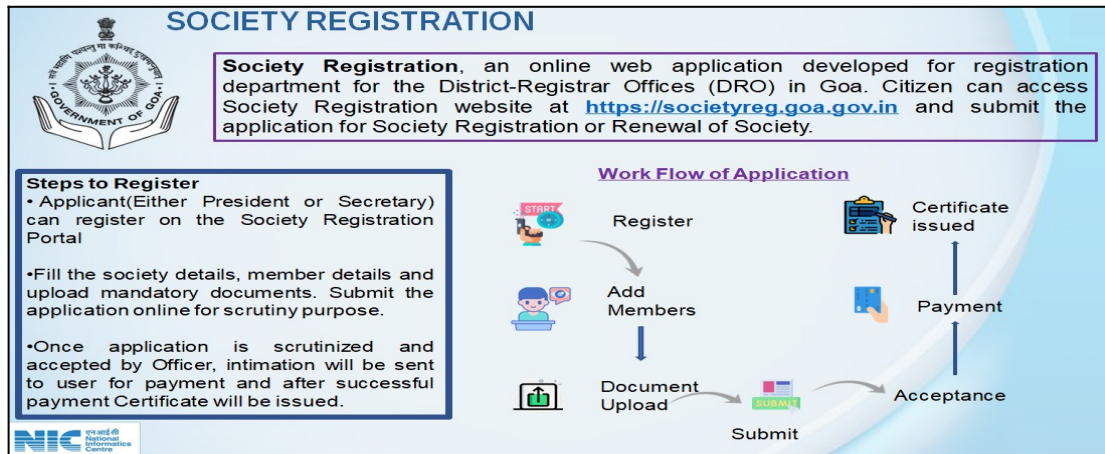 SOCIETY REGISTRATION
GOVERNMENT OF GOA
Society Registration, an online web application developed for registration
department for the District-Registrar Offices (DRO) in Goa. Citizen can access
Society Registration website at https://societyreg.goa.gov.in and submit the
application for Society Registration or Renewal of Society.
Steps to Register
• Applicant(Either President or Secretary)
can register on the Society Registration
Portal
•Fill the society details, member details and
upload mandatory documents. Submit the
application online for scrutiny purpose.
•Once application is scrutinized and
accepted by Officer, intimation will be sent
to user for payment and after successful
payment Certificate will be issued.
Work Flow of Application
START
Register
Add
Members
Document
Upload
SUBMIT
Submit
Acceptance
Payment
Certificate
issued
NIC
एन आई सी
National
Informatics
Centre